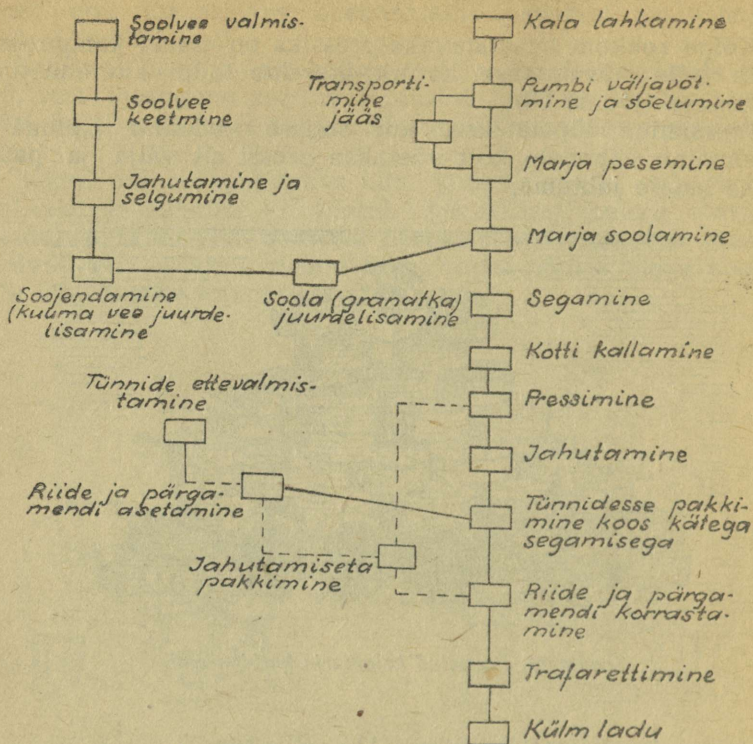 Soolvee valmis-
tamine
Soolvee
keetmine
Jahutamine ja
selgumine
Soojendamine
(kuuma vee juurde-
lisamine
Soola (granatka)
juurdelisamine
Transporti-
mine
jääs
Kala lahkamine
Pumbi väljavõt-
mine ja sõelumine
Marja pesemine
Marja soolamine
Segamine
Kotti kallamine
Pressimine
Jahutamine
Tünnidesse pakki-
mine koos kätega
segamisega
Riide ja pärga-
mendi korrasta-
mine
Trafarettimine
Külm ladu
Tünnide ettevalmis-
tamine
Riide ja pärga-
mendi asetamine
Jahutamiseta
pakkimine